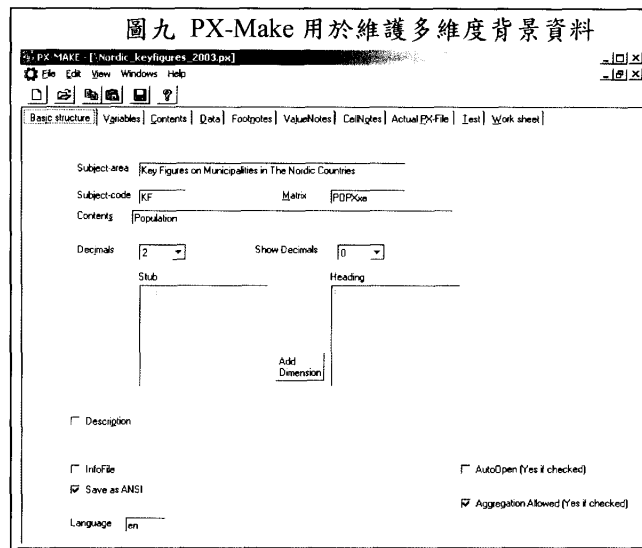 圖九 PX-Make 用於維護多維度背景資料
PX-MAKE - [\Nordic_keyfigures_2003.px]
File Edit View Windows Help
Basic structure Variables Contents Data Footnotes ValueNotes CellNotes Actual PX-File Test Work sheet
Subject-area Key Figures on Municipalities in The Nordic Countries
Subject-code KF Matrix POPXxe
Contents Population
Decimals 2 Show Decimals 0
Stub Heading
Add
Dimension
Description
InfoFile AutoOpen (Yes if checked)
Save as ANSI
Aggregation Allowed (Yes if checked)
Language en